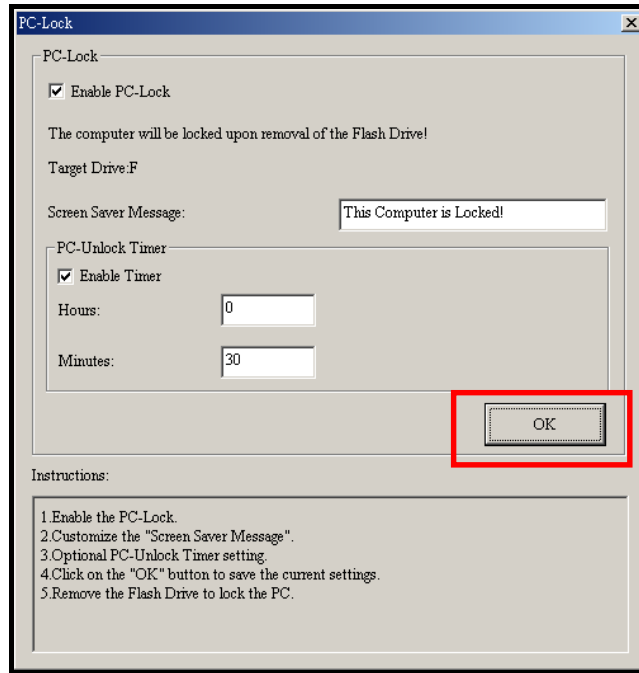 PC-Lock
PC-Lock
Enable PC-Lock
The computer will be locked upon removal of the Flash Drive!
Target Drive:F
Screen Saver Message: This Computer is Locked!
PC-Unlock Timer
Enable Timer
Hours: 0
Minutes: 30
OK
Instructions:
1.Enable the PC-Lock.
2.Customize the "Screen Saver Message".
3.Optional PC-Unlock Timer setting.
4.Click on the "OK" button to save the current settings.
5.Remove the Flash Drive to lock the PC.